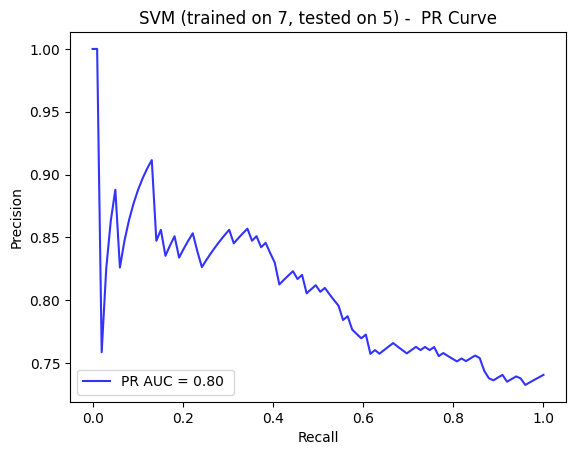 SVM (trained on 7, tested on 5) -  PR Curve
1.00
0.95
0.90
0.85
0.80
0.75
Precision
PR AUC = 0.80
0.0 0.2 0.4 0.6 0.8 1.0
Recall